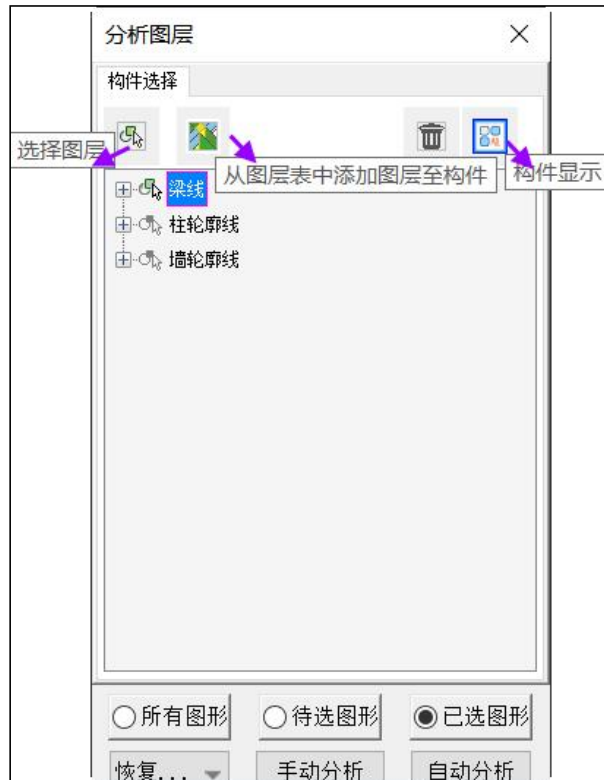 分析图层
构件选择
选择图层
从图层表中添加图层至构件
构件显示
梁线
柱轮廓线
墙轮廓线
所有图形 待选图形 已选图形
恢复... 手动分析 自动分析